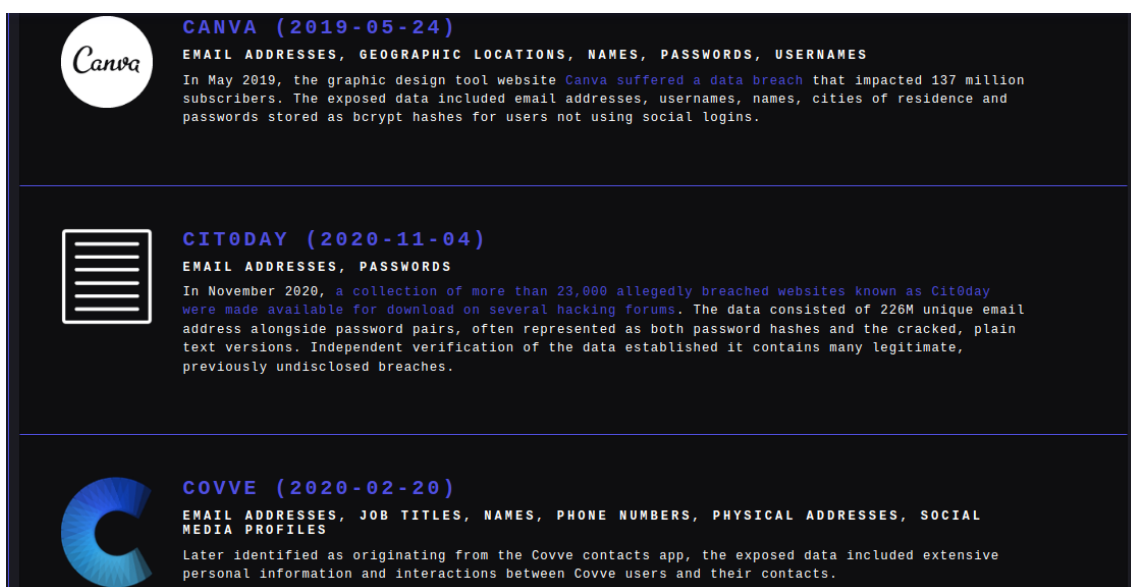 Canva
CANVA (2019-05-24)
EMAIL ADDRESSES, GEOGRAPHIC LOCATIONS, NAMES, PASSWORDS, USERNAMES
In May 2019, the graphic design tool website Canva suffered a data breach that impacted 137 million
subscribers. The exposed data included email addresses, usernames, names, cities of residence and
passwords stored as bcrypt hashes for users not using social logins.
CIT0DAY (2020-11-04)
EMAIL ADDRESSES, PASSWORDS
In November 2020, a collection of more than 23,000 allegedly breached websites known as Cit0day
were made available for download on several hacking forums. The data consisted of 226M unique email
address alongside password pairs, often represented as both password hashes and the cracked, plain
text versions. Independent verification of the data established it contains many legitimate,
previously undisclosed breaches.
COVVE (2020-02-20)
EMAIL ADDRESSES, JOB TITLES, NAMES, PHONE NUMBERS, PHYSICAL ADDRESSES, SOCIAL
MEDIA PROFILES
Later identified as originating from the Covve contacts app, the exposed data included extensive
personal information and interactions between Covve users and their contacts.